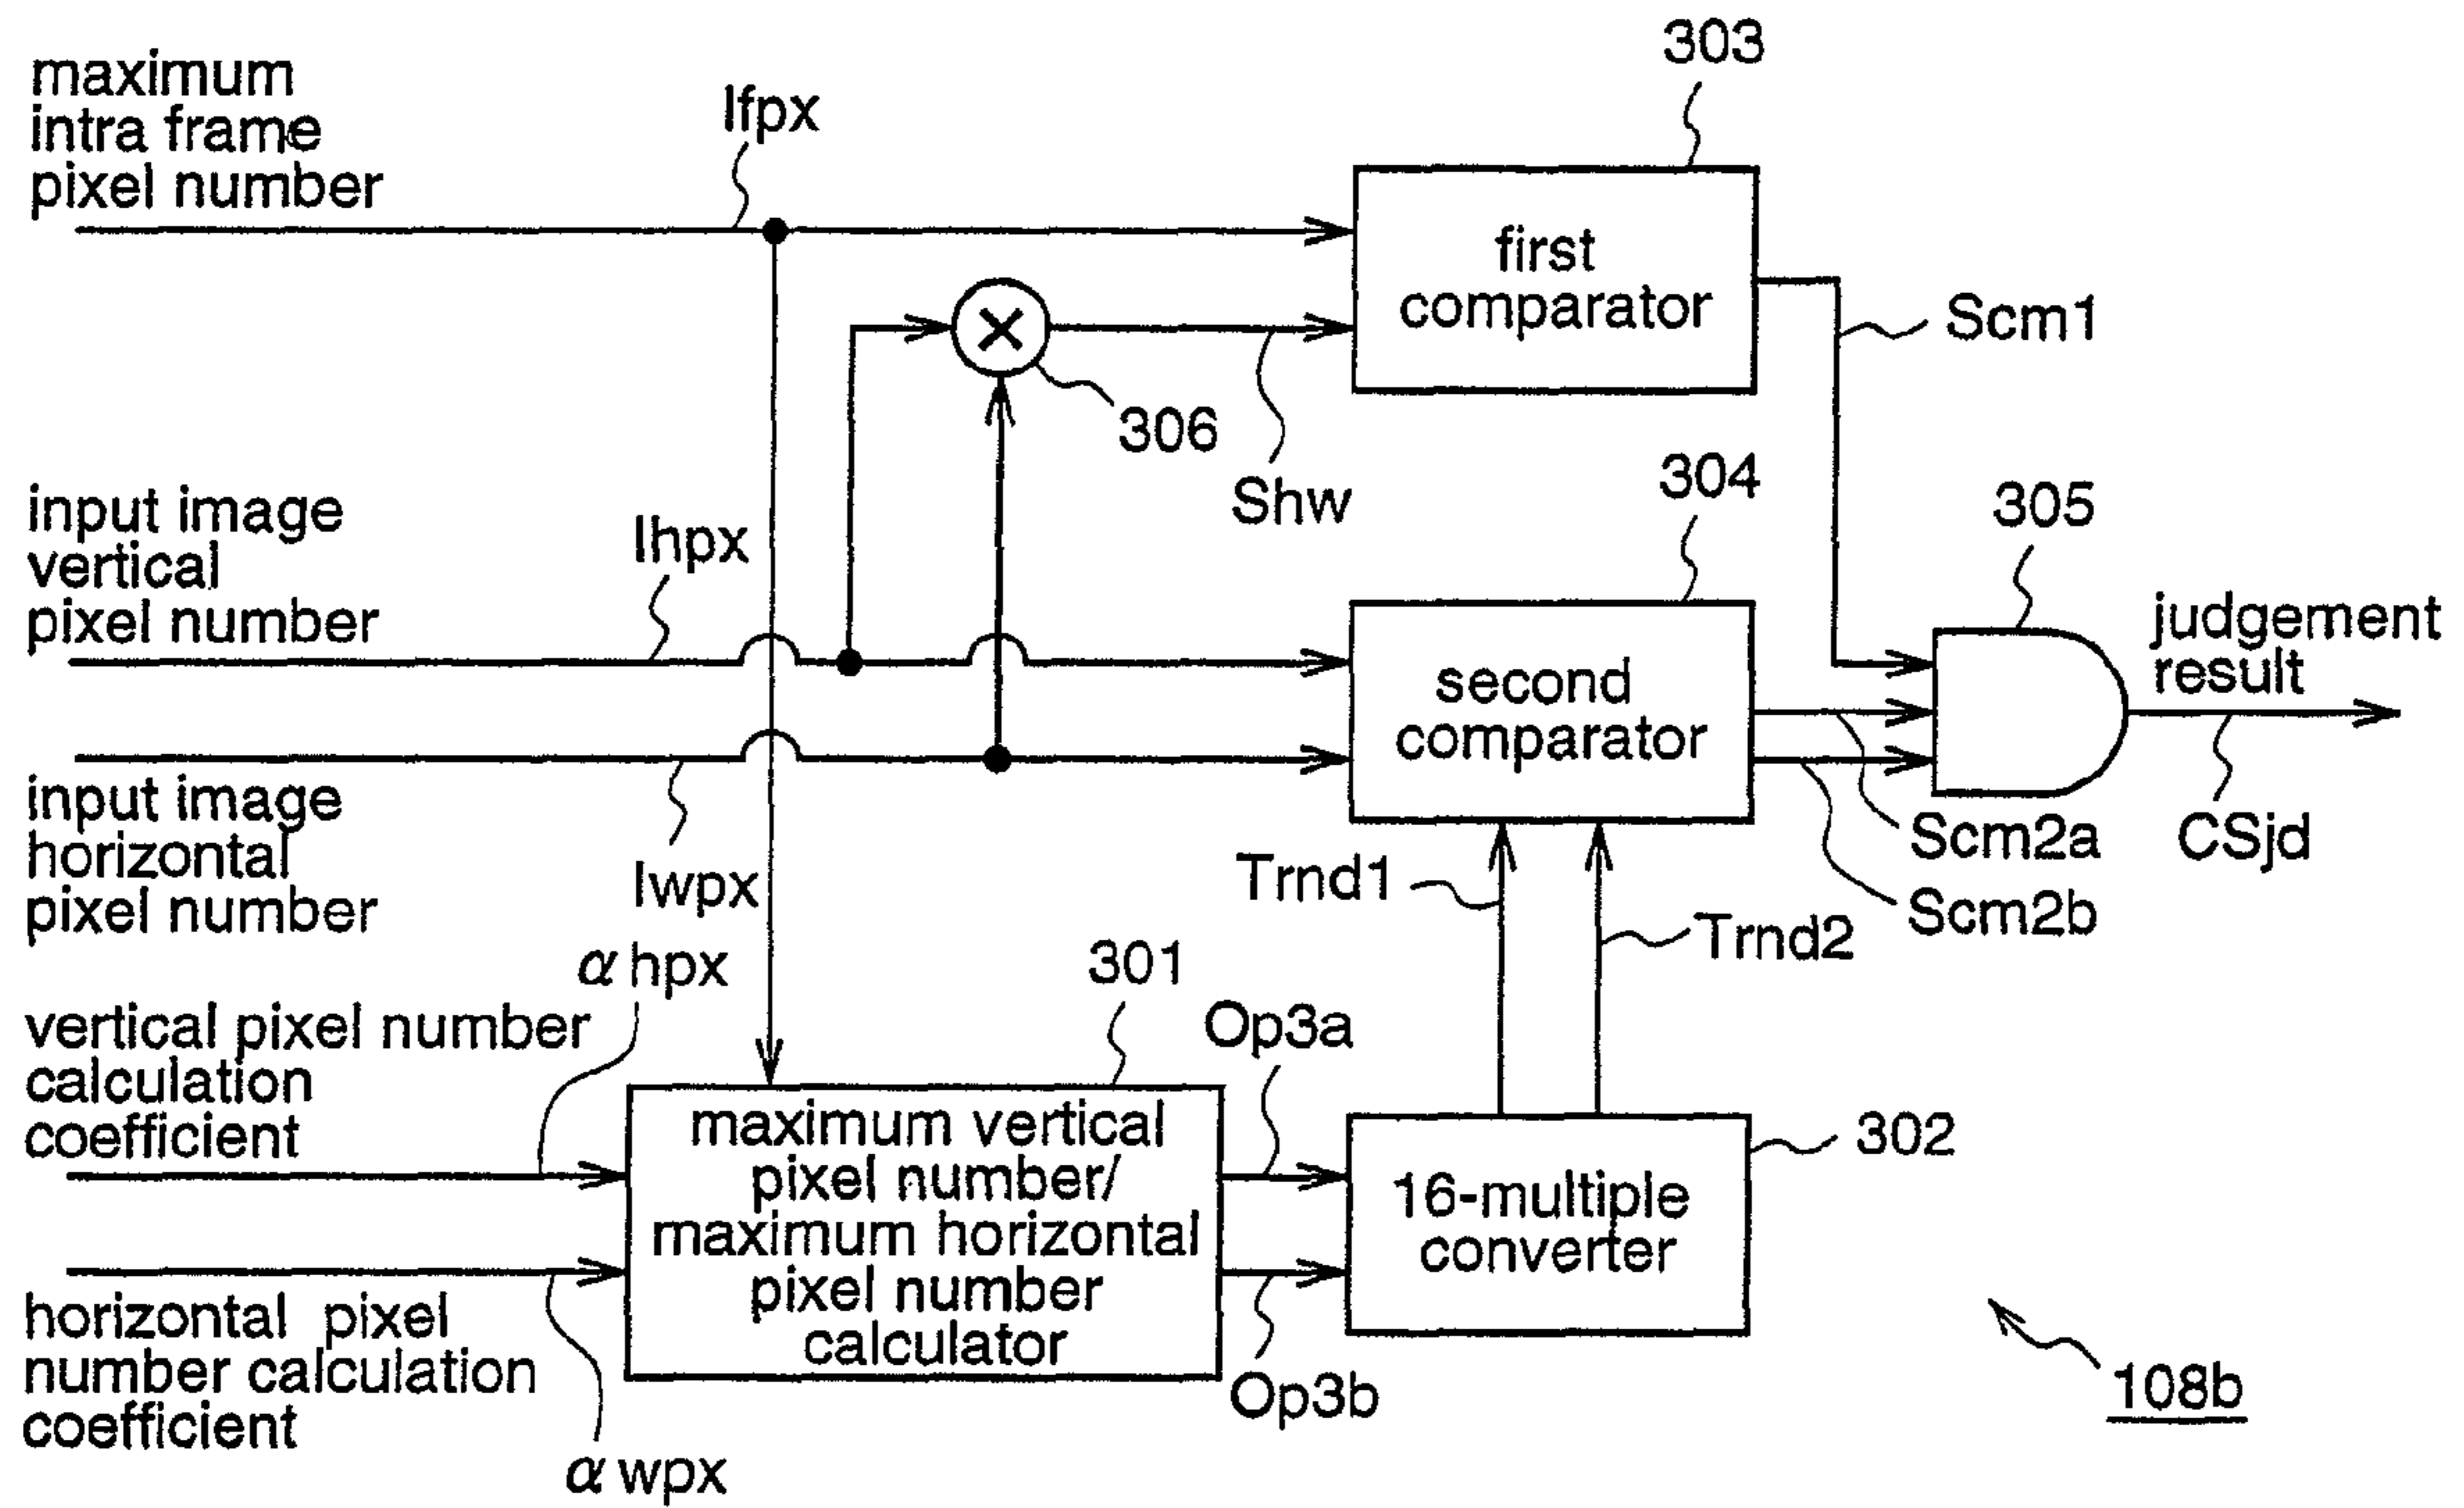 303
maximum
intra frame
pixel number
Ifpx
first
comparator
Scm1
306
Shw
304
305
input image
vertical
pixel number
Ihpx
second
comparator
judgement
result
input image
horizontal
pixel number
Iwpx
Trnd1
Trnd2
Scm2a
Scm2b
CSjd
α hpx
301
Op3a
vertical pixel number
calculation
coefficient
maximum vertical
pixel number/
maximum horizontal
pixel number
calculator
302
16-multiple
converter
horizontal pixel
number calculation
coefficient
Op3b
α wpx
108b